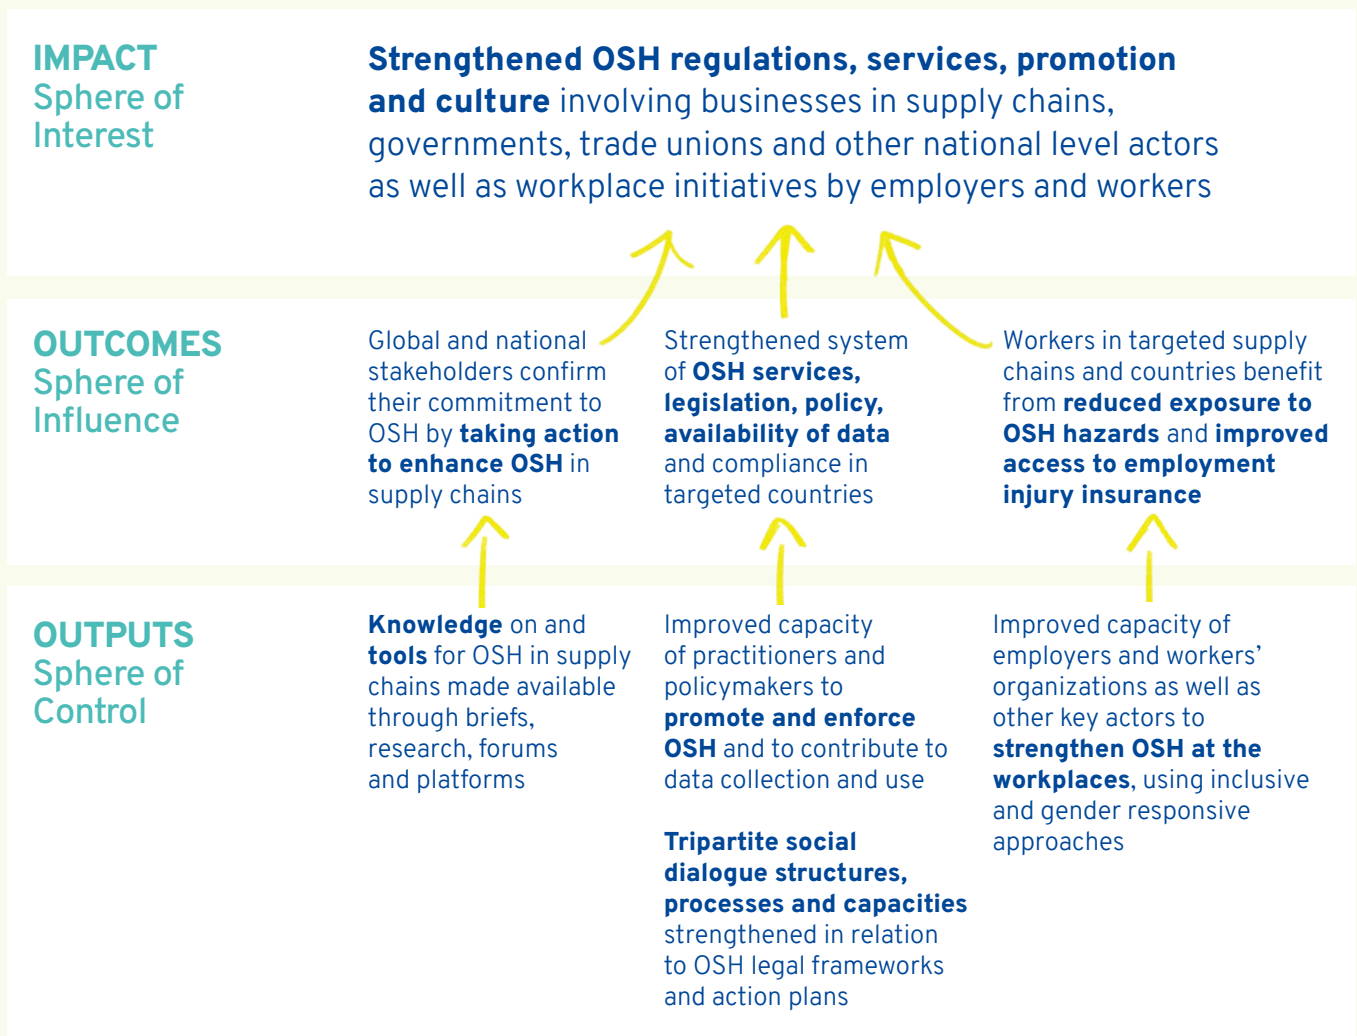 IMPACT
Sphere of
Interest
Strengthened OSH regulations, services, promotion
and culture involving businesses in supply chains,
governments, trade unions and other national level actors
as well as workplace initiatives by employers and workers
OUTCOMES
Sphere of
Influence
Global and national
stakeholders confirm
their commitment to
OSH by taking action
to enhance OSH in
supply chains
Strengthened system
of OSH services,
legislation, policy,
availability of data
and compliance in
targeted countries
Workers in targeted supply
chains and countries benefit
from reduced exposure to
OSH hazards and improved
access to employment
injury insurance
OUTPUTS
Sphere of
Control
Knowledge on and
tools for OSH in supply
chains made available
through briefs,
research, forums
and platforms
Improved capacity
of practitioners and
policymakers to
promote and enforce
OSH and to contribute to
data collection and use
Tripartite social
dialogue structures,
processes and capacities
strengthened in relation
to OSH legal frameworks
and action plans
Improved capacity of
employers and workers’
organizations as well as
other key actors to
strengthen OSH at the
workplaces, using inclusive
and gender responsive
approaches